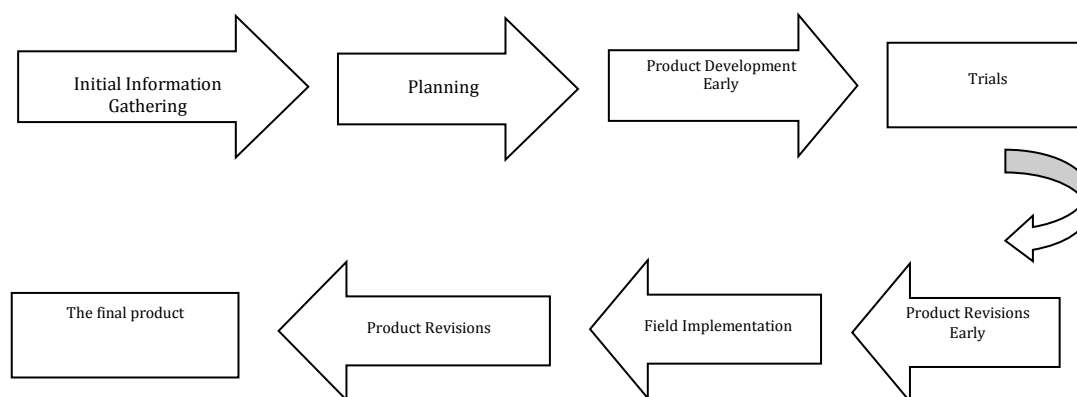 Initial Information
Gathering
Planning
Product Development
Early
Trials
Product Revisions
Early
Field Implementation
Product Revisions
The final product